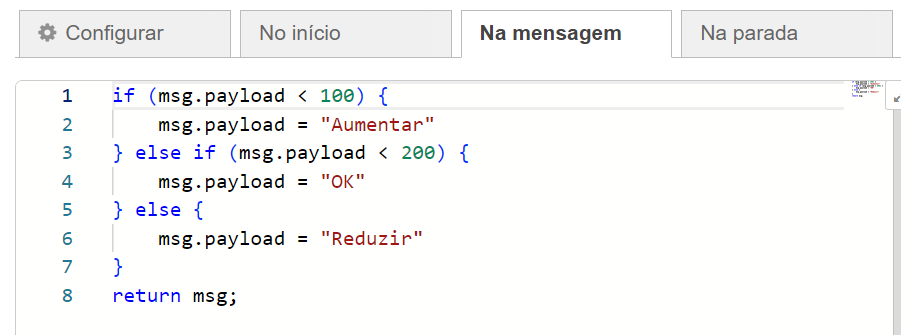 Configurar No início Na mensagem Na parada
1 if (msg.payload < 100) {
2 msg.payload = "Aumentar"
3 } else if (msg.payload < 200) {
4 msg.payload = "OK"
5 } else {
6 msg.payload = "Reduzir"
7 }
8 return msg;